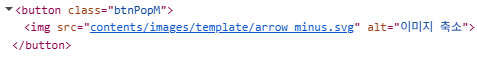 <button class="btnPopM">
<img src="contents/images/template/arrow_minus.svg" alt="이미지 축소">
</button>